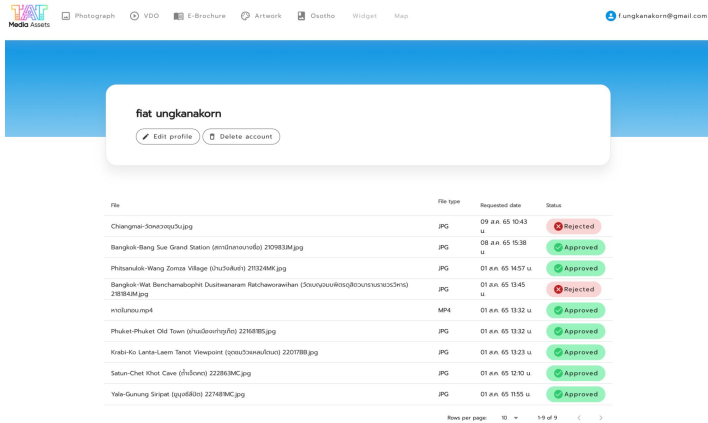 TAT
Media Assets
Photograph
VDO
E-Brochure
Artwork
Osotho
Widget
Map
f.ungkanakorn@gmail.com
fiat ungkanakorn
Edit profile
Delete account
File
File type
Requested date
Status
Chiangmai-วัดหลวงขุนวิน.jpg
JPG
09 ส.ค. 65 10:43
น.
Rejected
Bangkok-Bang Sue Grand Station (สถานีกลางบางซื่อ) 210983JM.jpg
JPG
08 ส.ค. 65 15:38
น.
Approved
Phitsanulok-Wang Zomza Village (บ้านวังส้มซ่า) 211324MK.jpg
JPG
01 ส.ค. 65 14:57 น.
Approved
Bangkok-Wat Benchamabophit Dusitwanaram Ratchaworawihan (วัดเบญจมบพิตรดุสิตวนารามราชวรวิหาร)
218184JM.jpg
JPG
01 ส.ค. 65 13:45
น.
Rejected
หาดในทอน.mp4
MP4
01 ส.ค. 65 13:32 น.
Approved
Phuket-Phuket Old Town (ย่านเมืองเก่าภูเก็ต) 221681BS.jpg
JPG
01 ส.ค. 65 13:32 น.
Approved
Krabi-Ko Lanta-Laem Tanot Viewpoint (จุดชมวิวแหลมโตนด) 22017BB.jpg
JPG
01 ส.ค. 65 13:23 น.
Approved
Satun-Chet Khot Cave (ถ้ำเจ็ดคต) 222863MC.jpg
JPG
01 ส.ค. 65 12:10 น.
Approved
Yala-Gunung Siripat (ฆูนุงซีลีปัต) 227481MC.jpg
JPG
01 ส.ค. 65 11:55 น.
Approved
Rows per page: 10 1-9 of 9